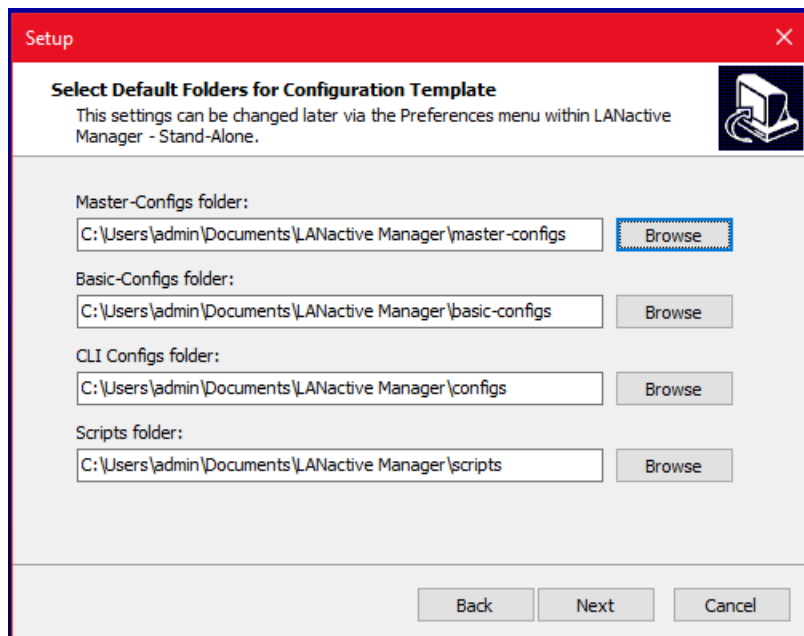 Setup
Select Default Folders for Configuration Template
This settings can be changed later via the Preferences menu within LANactive
Manager - Stand-Alone.
Master-Configs folder:
C:\Users\admin\Documents\LANactive Manager\master-configs
Browse
Basic-Configs folder:
C:\Users\admin\Documents\LANactive Manager\basic-configs
Browse
CLI Configs folder:
C:\Users\admin\Documents\LANactive Manager\configs
Browse
Scripts folder:
C:\Users\admin\Documents\LANactive Manager\scripts
Browse
Back
Next
Cancel